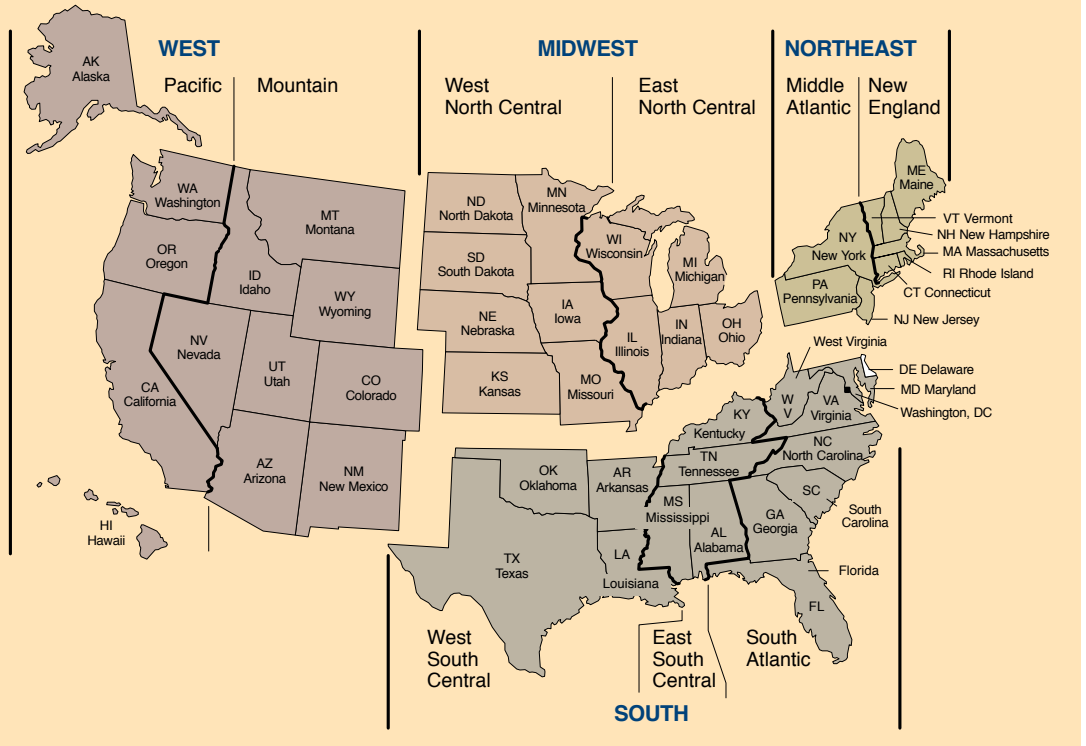 WEST
Pacific
Mountain
AK
Alaska
WA
Washington
OR
Oregon
CA
California
NV
Nevada
ID
Idaho
MT
Montana
WY
Wyoming
UT
Utah
CO
Colorado
AZ
Arizona
NM
New Mexico
HI
Hawaii
MIDWEST
West
North Central
East
North Central
ND
North Dakota
SD
South Dakota
NE
Nebraska
KS
Kansas
MN
Minnesota
IA
Iowa
MO
Missouri
WI
Wisconsin
IL
Illinois
MI
Michigan
IN
Indiana
OH
Ohio
NORTHEAST
Middle
Atlantic
New
England
ME
Maine
NY
New York
PA
Pennsylvania
VT Vermont
NH New Hampshire
MA Massachusetts
RI Rhode Island
CT Connecticut
NJ New Jersey
West Virginia
DE Delaware
MD Maryland
Washington, DC
W
V
VA
Virginia
KY
Kentucky
NC
North Carolina
TN
Tennessee
SC
South
Carolina
GA
Georgia
Florida
FL
OK
Oklahoma
AR
Arkansas
MS
Mississippi
AL
Alabama
LA
Louisiana
TX
Texas
West
South
Central
East
South
Central
South
Atlantic
SOUTH